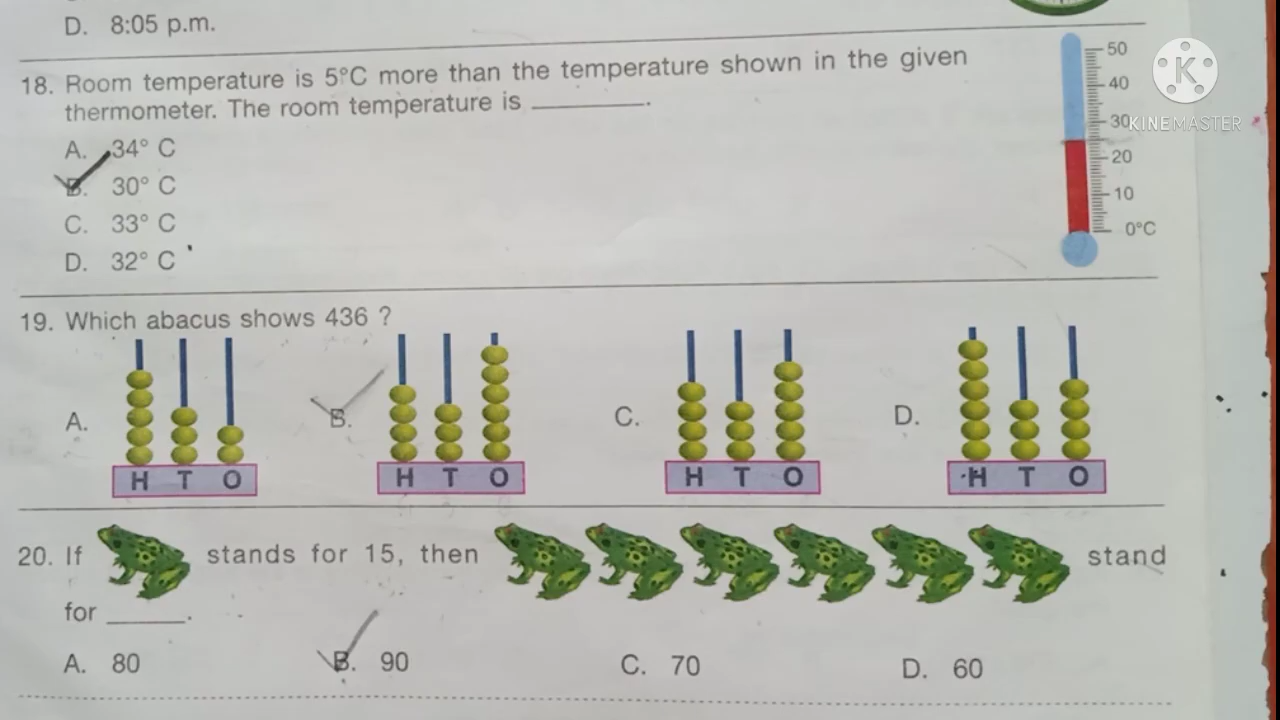 D. 8:05 p.m.
18. Room temperature is 5°C more than the temperature shown in the given
thermometer. The room temperature is ________.
A. 34° C
B. 30° C
C. 33° C
D. 32° C
50
40
30
20
10
0°C
K
KINEMASTER
19. Which abacus shows 436 ?
A. H T O
B. H T O
C. H T O
D. H T O
20. If stands for 15, then stand
for ______.
A. 80 B. 90 C. 70 D. 60